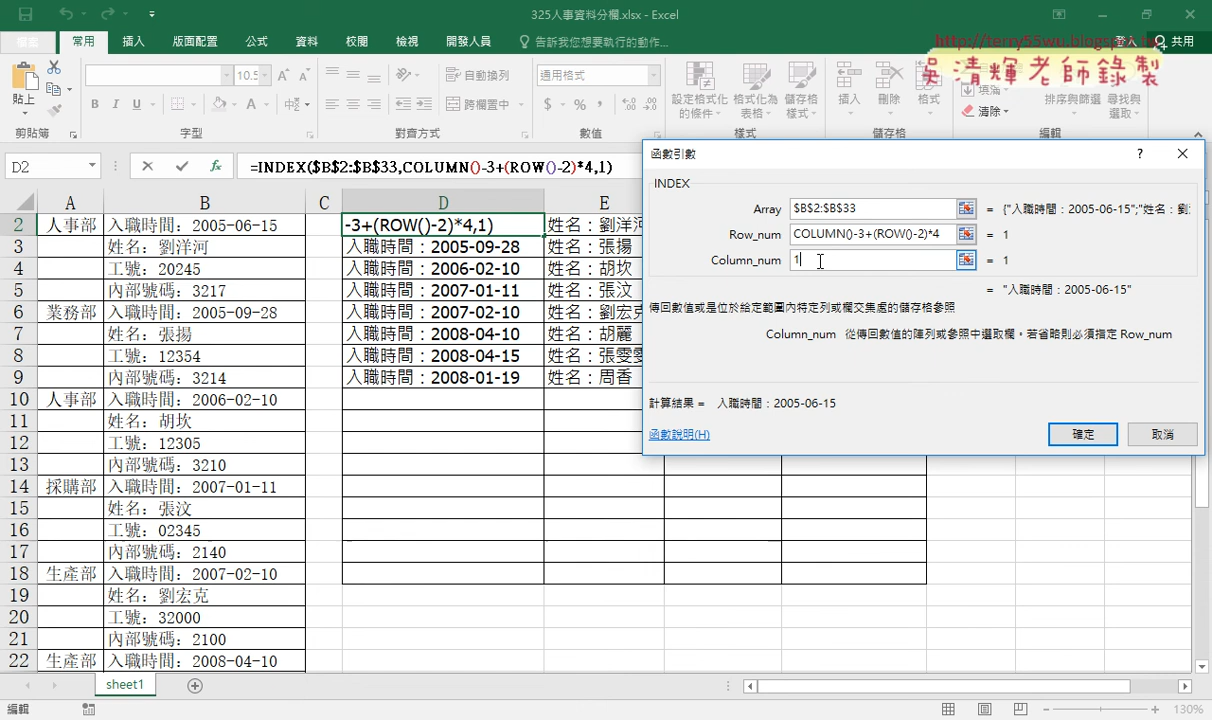 325人事資料分欄.xlsx - Excel
檔案 常用 插入 版面配置 公式 資料 校閱 檢視 開發人員 告訴我您想要執行的動作... 登入 共用
http://terry55wu.blogspot.tw
吳清輝老師錄製
貼上 10.5 自動換列 通用格式 設定格式化的條件 格式化為表格 儲存格樣式 插入 刪除 格式 填滿 清除 排序與篩選 尋找與選取
B I U 跨欄置中 $ %
剪貼簿 字型 對齊方式 數值 樣式 儲存格 編輯
D2 fx =INDEX($B$2:$B$33,COLUMN()-3+(ROW()-2)*4,1)
A B C D E
2 人事部 入職時間：2005-06-15 -3+(ROW()-2)*4,1) 姓名：劉洋河
3 姓名：劉洋河 入職時間：2005-09-28 姓名：張揚
4 工號：20245 入職時間：2006-02-10 姓名：胡坎
5 內部號碼：3217 入職時間：2007-01-11 姓名：張汶
6 業務部 入職時間：2005-09-28 入職時間：2007-02-10 姓名：劉宏克
7 姓名：張揚 入職時間：2008-04-10 姓名：胡麗
8 工號：12354 入職時間：2008-04-15 姓名：張雯雯
9 內部號碼：3214 入職時間：2008-01-19 姓名：周香
10 人事部 入職時間：2006-02-10
11 姓名：胡坎
12 工號：12305
13 內部號碼：3210
14 採購部 入職時間：2007-01-11
15 姓名：張汶
16 工號：02345
17 內部號碼：2140
18 生產部 入職時間：2007-02-10
19 姓名：劉宏克
20 工號：32000
21 內部號碼：2100
22 生產部 入職時間：2008-04-10
函數引數 ?
INDEX
Array $B$2:$B$33 = {"入職時間：2005-06-15";"姓名：劉
Row_num COLUMN()-3+(ROW()-2)*4 = 1
Column_num 1 = 1
= "入職時間：2005-06-15"
傳回數值或是位於給定範圍內特定列或欄交集處的儲存格參照
Column_num 從傳回數值的陣列或參照中選取欄，若省略則必須指定 Row_num
計算結果 = 入職時間：2005-06-15
函數說明(H) 確定 取消
sheet1
編輯 130%